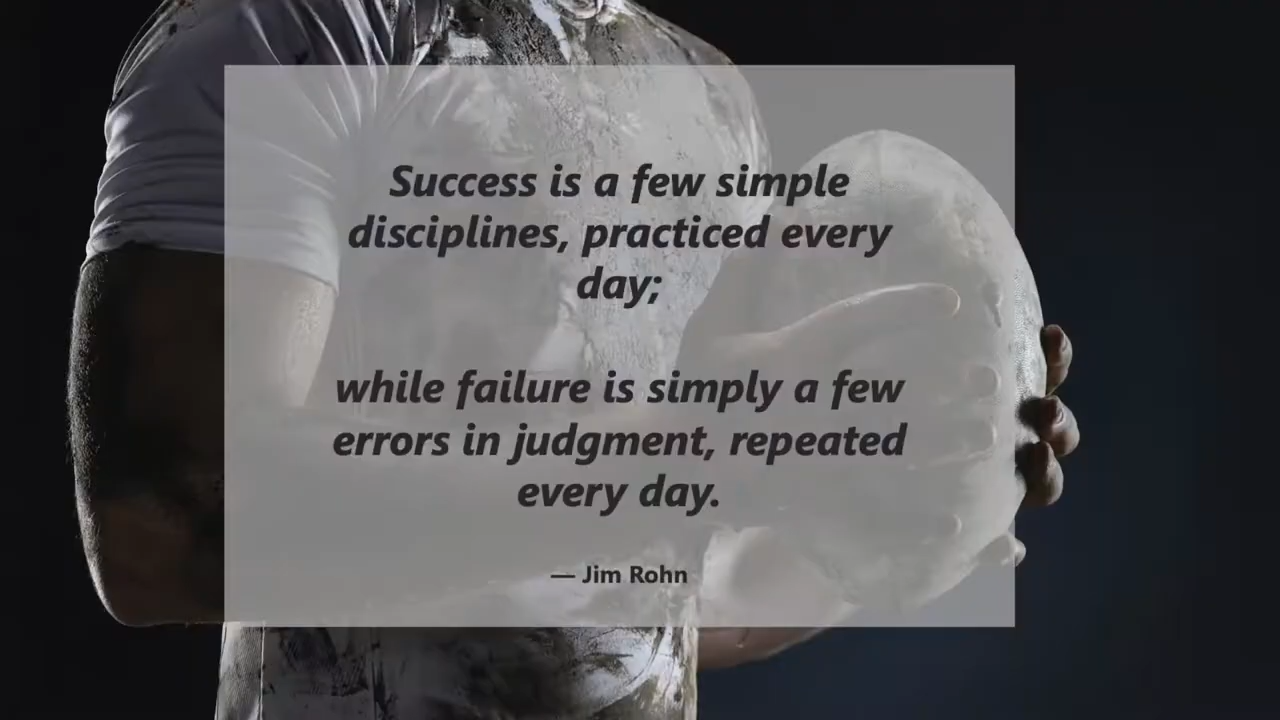 Success is a few simple
disciplines, practiced every
day;
while failure is simply a few
errors in judgment, repeated
every day.
— Jim Rohn